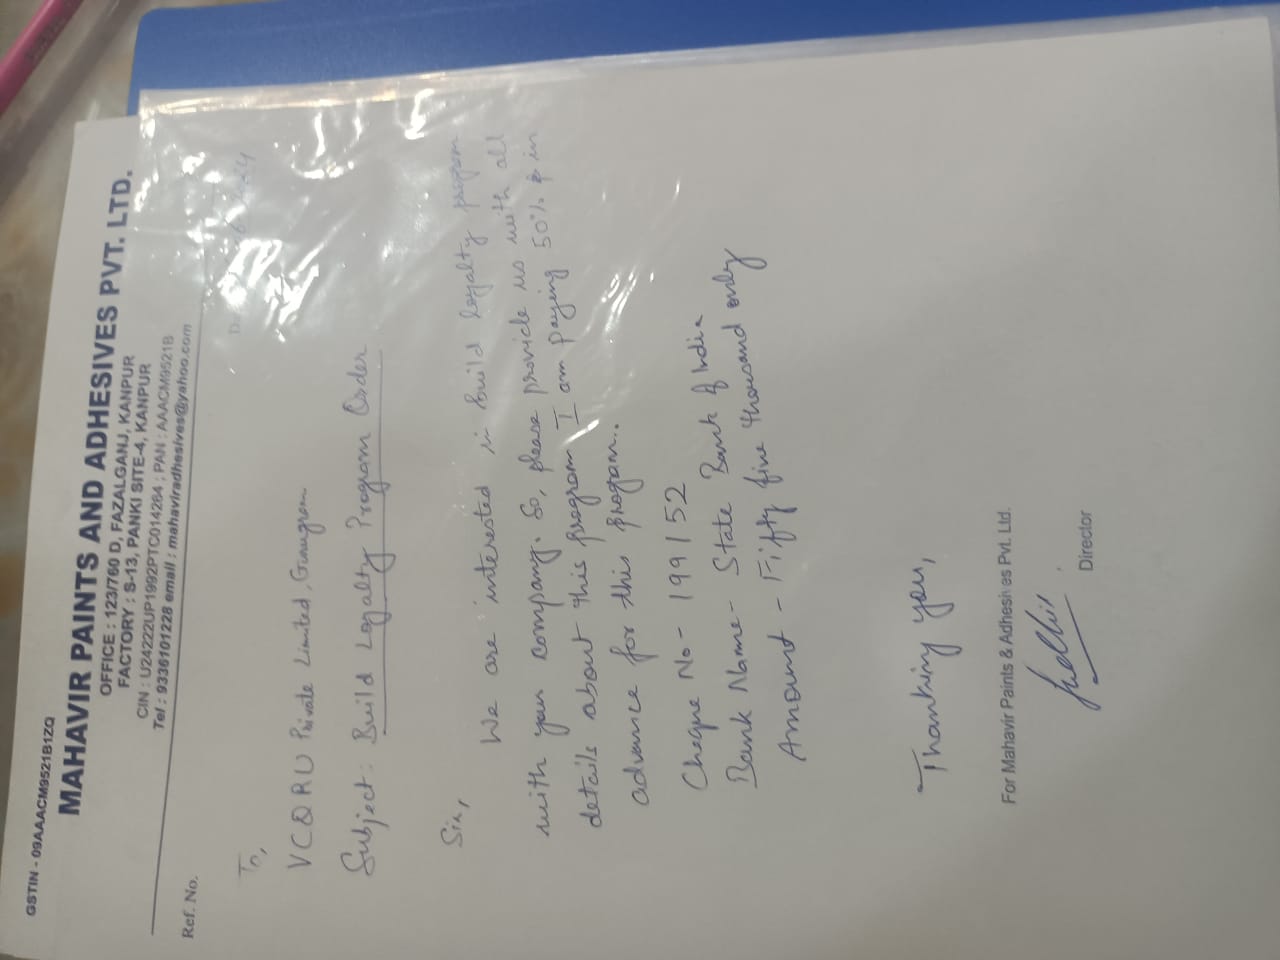 GSTIN - 09AAACM9521B1ZQ
MAHAVIR PAINTS AND ADHESIVES PVT. LTD.
OFFICE : 123/760 D, FAZALGANJ, KANPUR
FACTORY : S-13, PANKI SITE-4, KANPUR
CIN : U24222UP1992PTC014264 ; PAN : AAACM9521B
Tel : 9336101228 email : mahaviradhesives@yahoo.com
Ref. No.
2024
To,
VCQRU Private Limited, Gurugram
Subject: Build Loyalty Program Order
Sir,
We are interested in build loyalty program
with your company. So, please provide us with all
details about this program I am paying 50% in
advance for this program..
Cheque No- 199152
Bank Name- State Bank of India
Amount - Fifty five thousand only
Thanking you,
For Mahavir Paints & Adhesives Pvt. Ltd.
Director